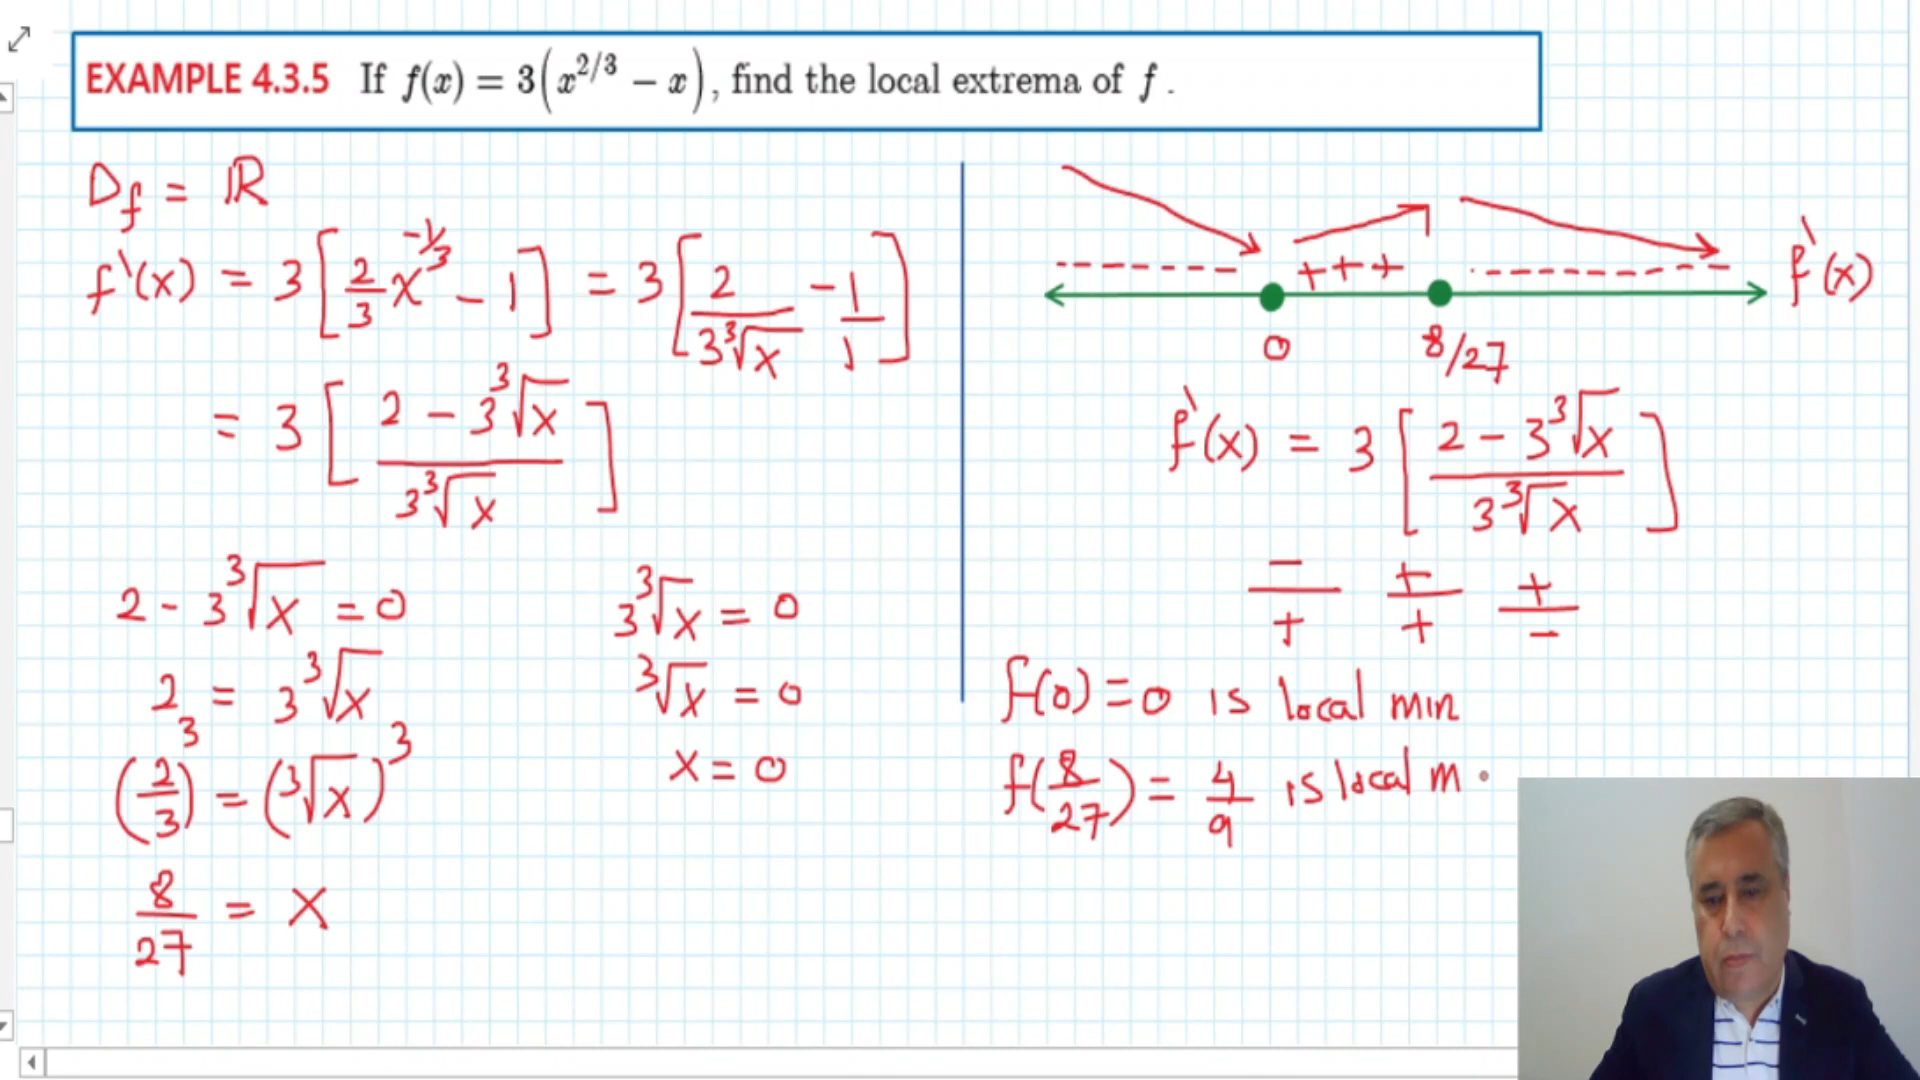 EXAMPLE 4.3.5 If f(x) = 3(x^{2/3} − x), find the local extrema of f.
D_f = ℝ
f`(x) = 3[2/3 x^{-1/3} − 1] = 3[2/(3∛x) − 1/1]
= 3[(2 − 3∛x)/(3∛x)]
2 − 3∛x = 0
2 = 3∛x
(2/3)^3 = (∛x)^3
8/27 = x
3∛x = 0
∛x = 0
x = 0
− − − − − − + + + − − − − − − f`(x)
0 8/27
f`(x) = 3[(2 − 3∛x)/(3∛x)]
−/+ +/+ +/−
f(0) = 0 is local min
f(8/27) = 4/9 is local m